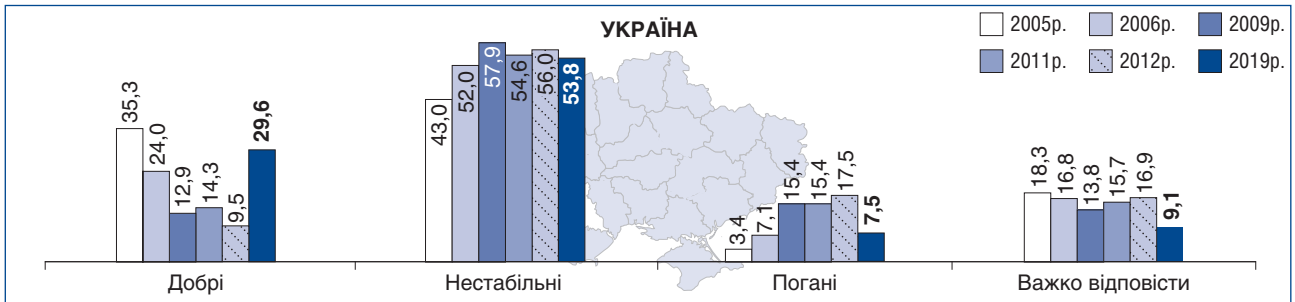 УКРАЇНА
2005р. 2006р. 2009р.
2011р. 2012р. 2019р.
35,3 24,0 12,9 14,3 9,5 29,6
43,0 52,0 57,9 54,6 56,0 53,8
3,4 7,1 15,4 15,4 17,5 7,5
18,3 16,8 13,8 15,7 16,9 9,1
Добрі Нестабільні Погані Важко відповісти